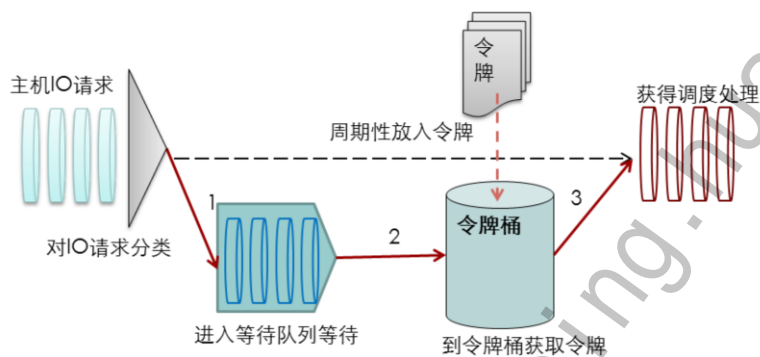 令
牌
主机IO请求
获得调度处理
周期性放入令牌
1
3
令牌桶
2
对IO请求分类
进入等待队列等待
到令牌桶获取令牌
ing.hu